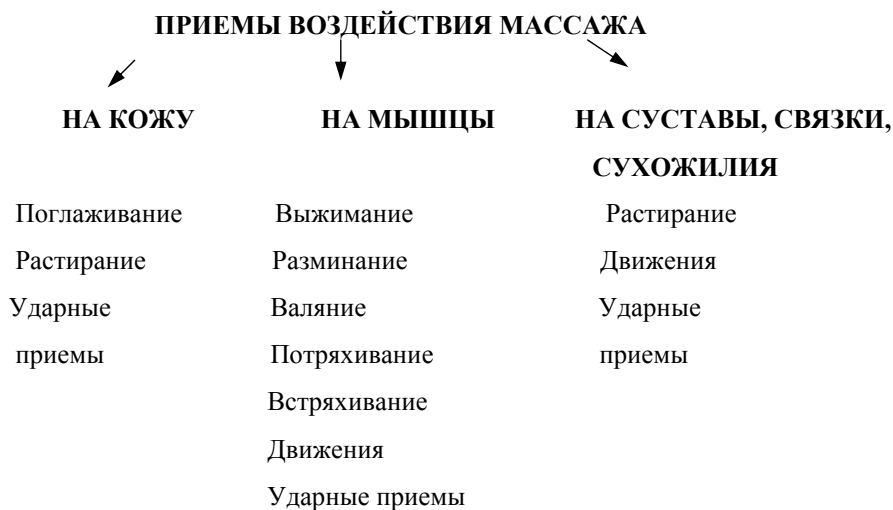 ПРИЕМЫ ВОЗДЕЙСТВИЯ МАССАЖА
НА КОЖУ
Поглаживание
Растирание
Ударные
приемы
НА МЫШЦЫ
Выжимание
Разминание
Валяние
Потряхивание
Встряхивание
Движения
Ударные приемы
НА СУСТАВЫ, СВЯЗКИ,
СУХОЖИЛИЯ
Растирание
Движения
Ударные
приемы